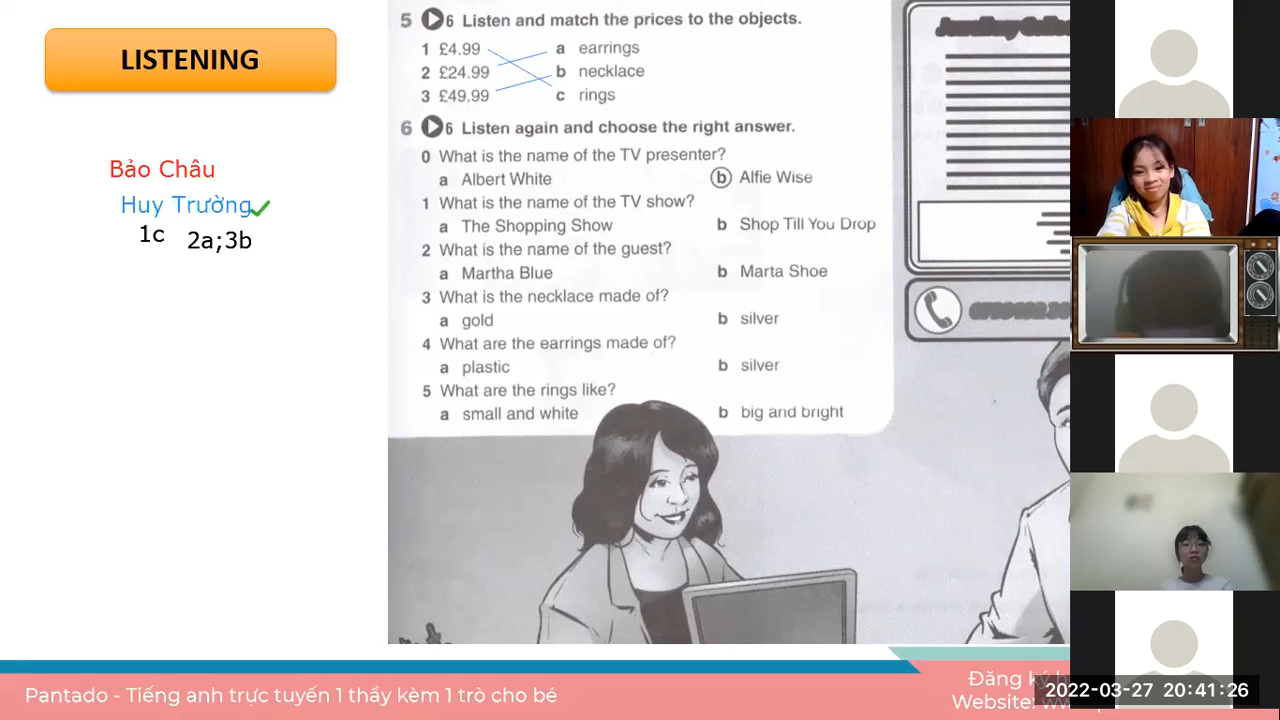 LISTENING
Bảo Châu
Huy Trường
1c 2a;3b
5 6 Listen and match the prices to the objects.
1 £4.99 a earrings
2 £24.99 b necklace
3 £49.99 c rings
6 6 Listen again and choose the right answer.
0 What is the name of the TV presenter?
a Albert White b Alfie Wise
1 What is the name of the TV show?
a The Shopping Show b Shop Till You Drop
2 What is the name of the guest?
a Martha Blue b Marta Shoe
3 What is the necklace made of?
a gold b silver
4 What are the earrings made of?
a plastic b silver
5 What are the rings like?
a small and white b big and bright
Pantado - Tiếng anh trực tuyến 1 thầy kèm 1 trò cho bé
Đăng ký
Website:
2022-03-27 20:41:26